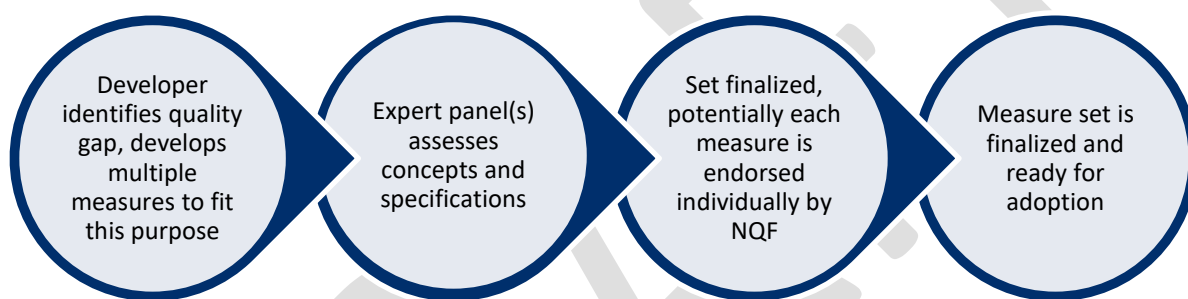 Developer
identifies quality
gap, develops
multiple
measures to fit
this purpose
Expert panel(s)
assesses
concepts and
specifications
Set finalized,
potentially each
measure is
endorsed
individually by
NQF
Measure set is
finalized and
ready for
adoption